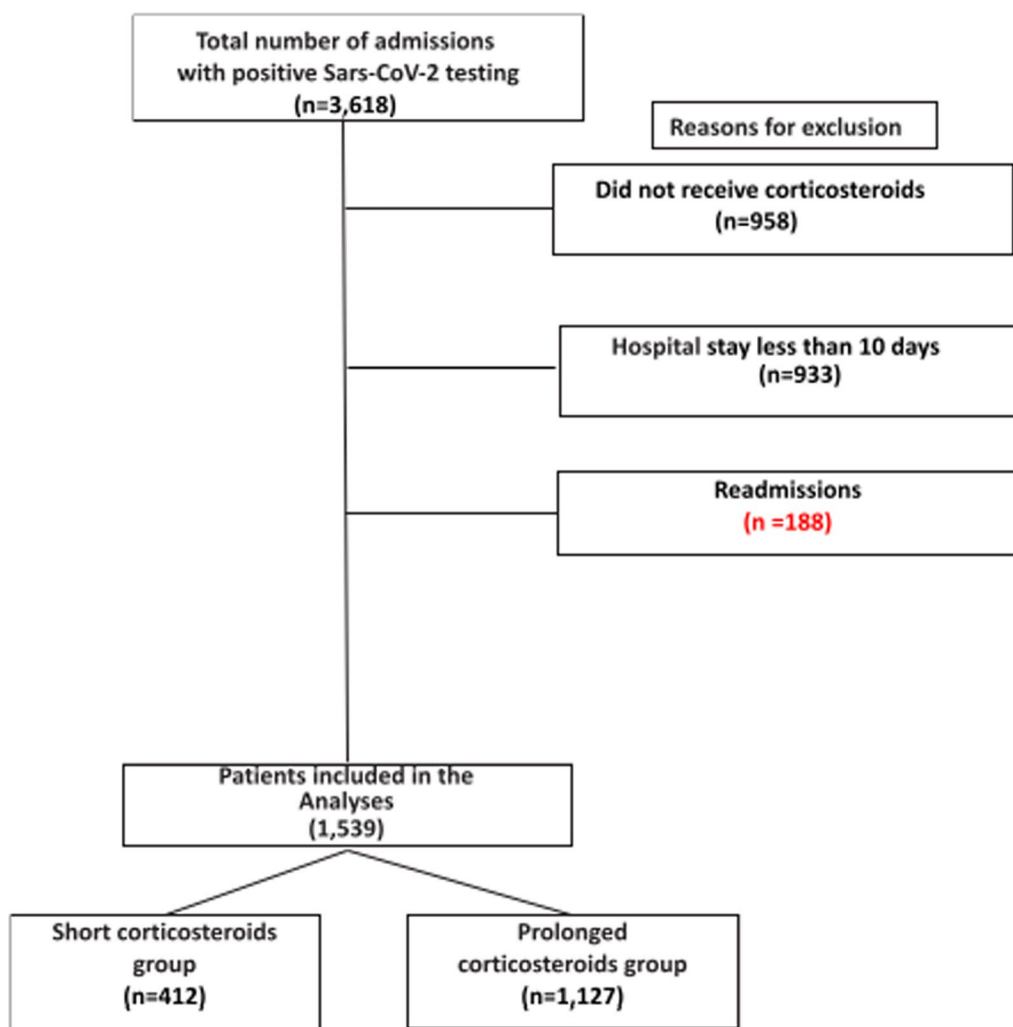 Total number of admissions
with positive Sars-CoV-2 testing
(n=3,618)
Reasons for exclusion
Did not receive corticosteroids
(n=958)
Hospital stay less than 10 days
(n=933)
Readmissions
(n =188)
Patients included in the
Analyses
(1,539)
Short corticosteroids
group
(n=412)
Prolonged
corticosteroids group
(n=1,127)